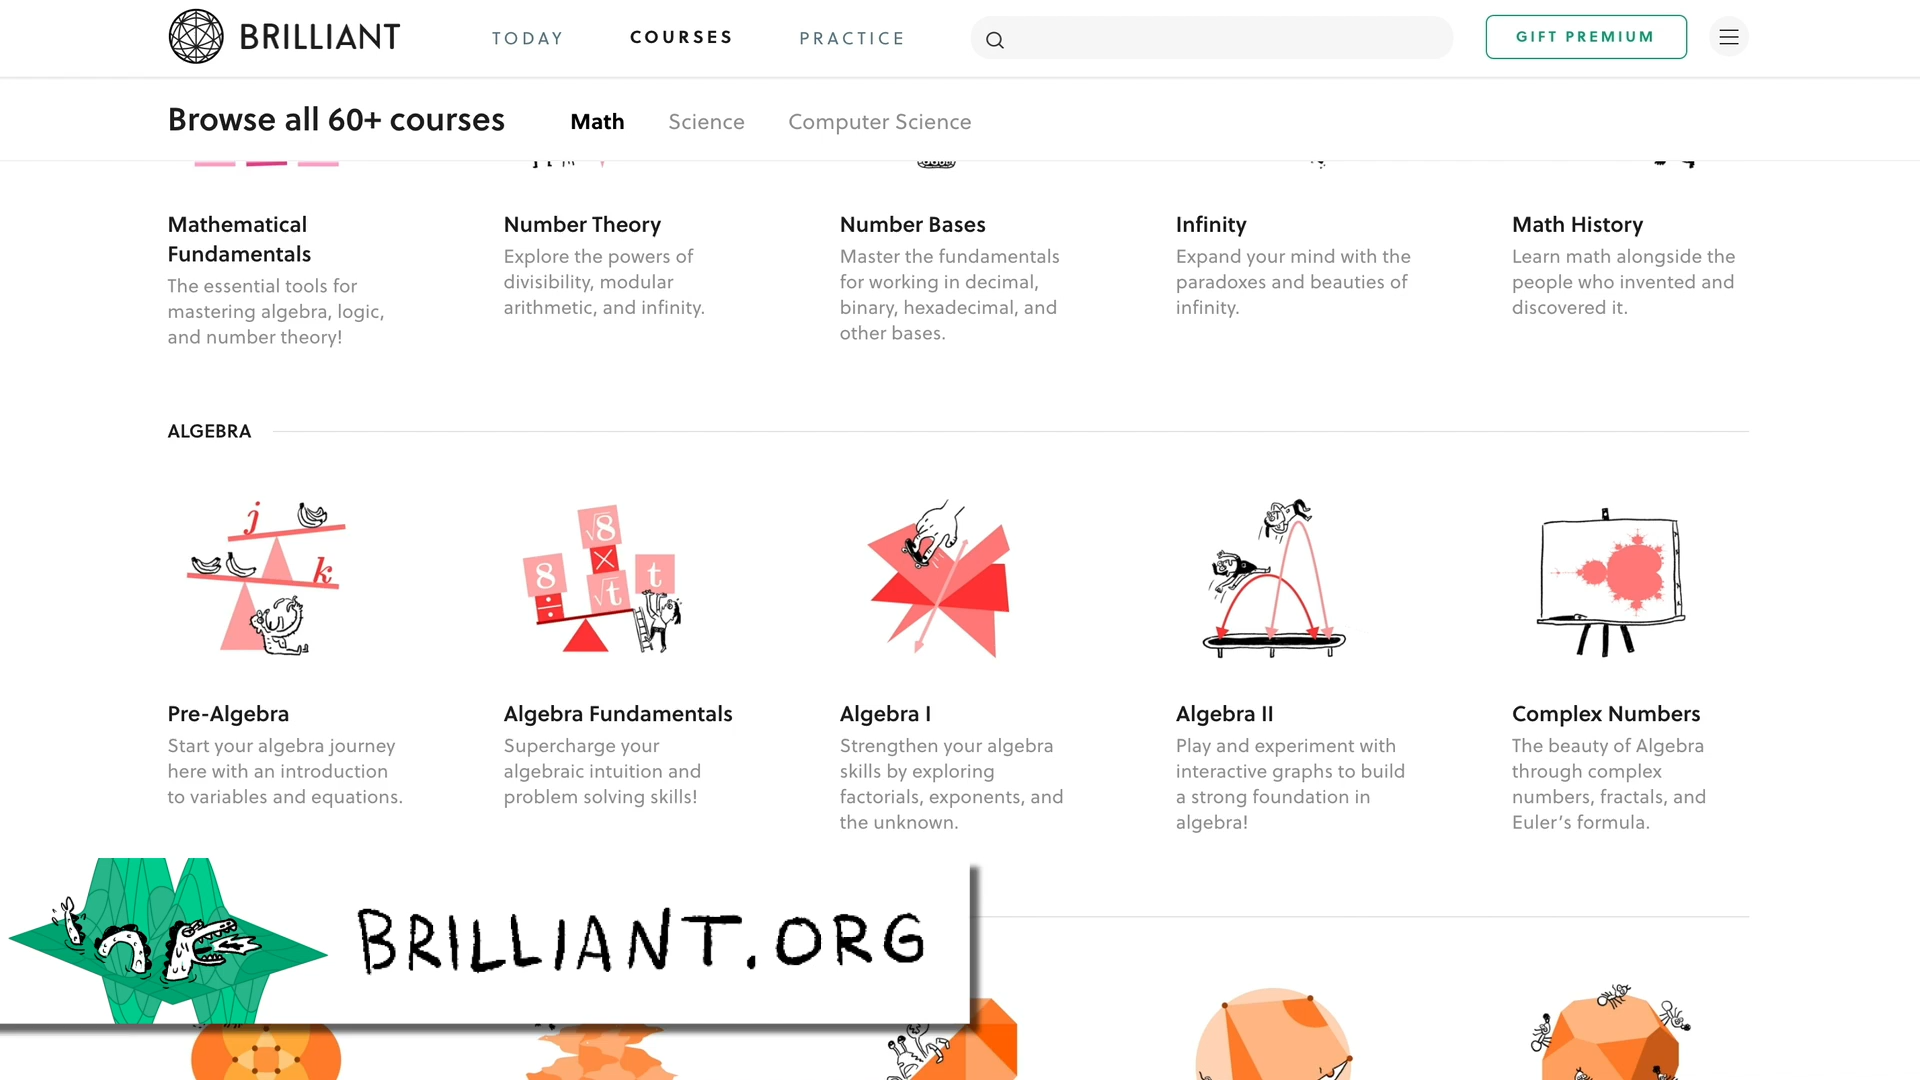 BRILLIANT
TODAY
COURSES
PRACTICE
GIFT PREMIUM
Browse all 60+ courses
Math
Science
Computer Science
Mathematical
Fundamentals
The essential tools for
mastering algebra, logic,
and number theory!
Number Theory
Explore the powers of
divisibility, modular
arithmetic, and infinity.
Number Bases
Master the fundamentals
for working in decimal,
binary, hexadecimal, and
other bases.
Infinity
Expand your mind with the
paradoxes and beauties of
infinity.
Math History
Learn math alongside the
people who invented and
discovered it.
ALGEBRA
j
k
√8
8
×
t
÷
√t
Pre-Algebra
Start your algebra journey
here with an introduction
to variables and equations.
Algebra Fundamentals
Supercharge your
algebraic intuition and
problem solving skills!
Algebra I
Strengthen your algebra
skills by exploring
factorials, exponents, and
the unknown.
Algebra II
Play and experiment with
interactive graphs to build
a strong foundation in
algebra!
Complex Numbers
The beauty of Algebra
through complex
numbers, fractals, and
Euler's formula.
BRILLIANT.ORG